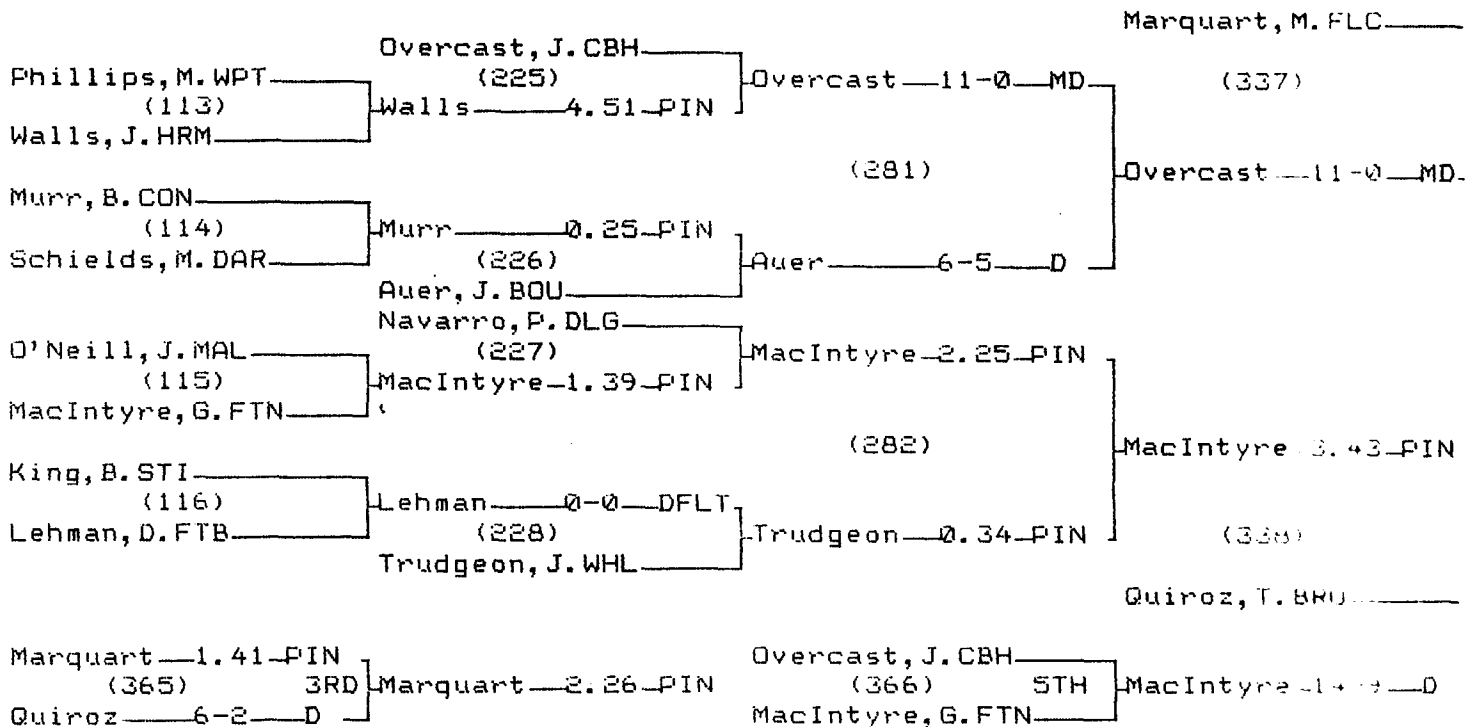 Marquart, M. FLC
Overcast, J. CBH
Phillips, M. WPT (225) Overcast 11-0 MD (337)
(113) Walls 4.51 PIN
Walls, J. HRM
(281) Overcast 11-0 MD
Murr, B. CON
(114) Murr 0.25 PIN
Schields, M. DAR (226) Auer 6-5 D
Auer, J. BOU
Navarro, P. DLG
O'Neill, J. MAL (227) MacIntyre 2.25 PIN
(115) MacIntyre 1.39 PIN
MacIntyre, G. FTN
(282) MacIntyre 3.43 PIN
King, B. STI
(116) Lehman 0-0 DFLT
Lehman, D. FTB (228) Trudgeon 0.34 PIN (338)
Trudgeon, J. WHL
Quiroz, T. BRU
Marquart 1.41 PIN Overcast, J. CBH
(365) 3RD Marquart 2.26 PIN (366) 5TH MacIntyre D
Quiroz 6-2 D MacIntyre, G. FTN